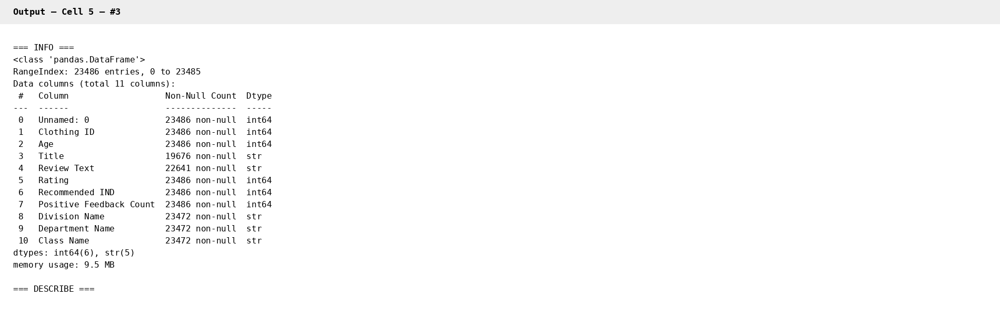 Output — Cell 5 — #3
=== INFO ===
<class 'pandas.DataFrame'>
RangeIndex: 23486 entries, 0 to 23485
Data columns (total 11 columns):
 #   Column                   Non-Null Count  Dtype
---  ------                   --------------  -----
 0   Unnamed: 0               23486 non-null  int64
 1   Clothing ID              23486 non-null  int64
 2   Age                      23486 non-null  int64
 3   Title                    19676 non-null  str
 4   Review Text              22641 non-null  str
 5   Rating                   23486 non-null  int64
 6   Recommended IND          23486 non-null  int64
 7   Positive Feedback Count  23486 non-null  int64
 8   Division Name            23472 non-null  str
 9   Department Name          23472 non-null  str
 10  Class Name               23472 non-null  str
dtypes: int64(6), str(5)
memory usage: 9.5 MB
=== DESCRIBE ===